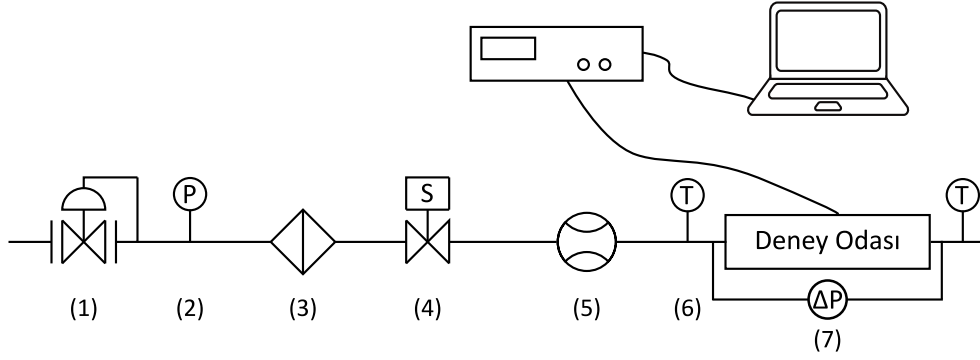 P
S
T
T
Deney Odası
ΔP
(1)
(2)
(3)
(4)
(5)
(6)
(7)